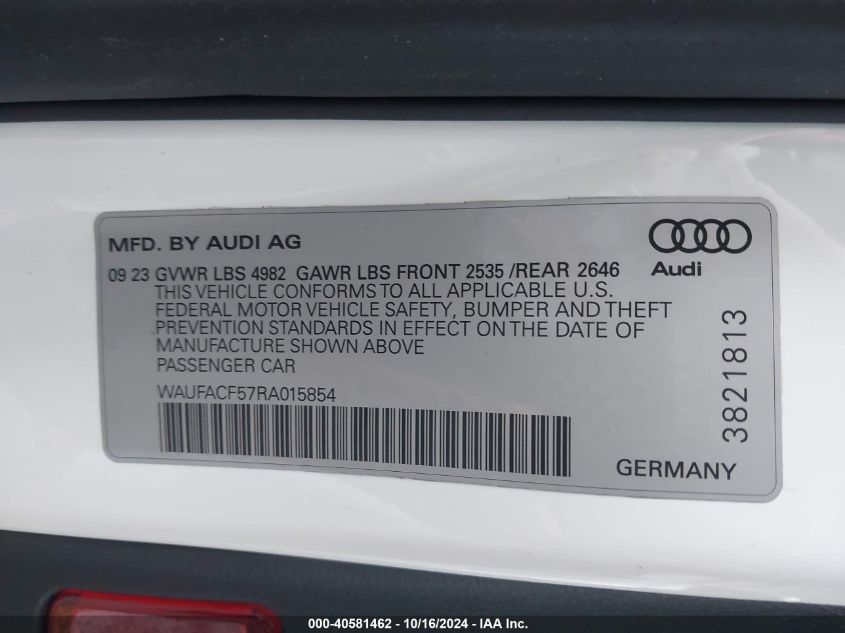 MFD. BY AUDI AG
Audi
09 23 GVWR LBS 4982 GAWR LBS FRONT 2535 /REAR 2646
THIS VEHICLE CONFORMS TO ALL APPLICABLE U.S.
FEDERAL MOTOR VEHICLE SAFETY, BUMPER AND THEFT
PREVENTION STANDARDS IN EFFECT ON THE DATE OF
MANUFACTURE SHOWN ABOVE
PASSENGER CAR
WAUFACF57RA015854
3821813
GERMANY
000-40581462 - 10/16/2024 - IAA Inc.